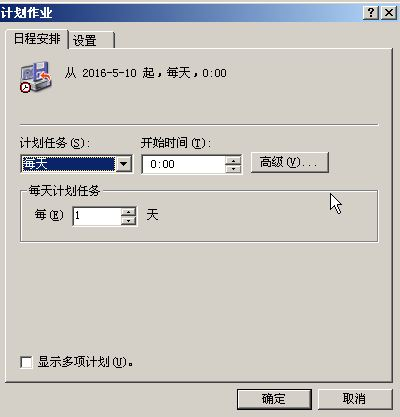 计划作业
日程安排 设置
从 2016-5-10 起，每天，0:00
计划任务(S): 开始时间(T):
每天 0:00 高级(V)...
每天计划任务
每(E) 1 天
显示多项计划(U)。
确定 取消